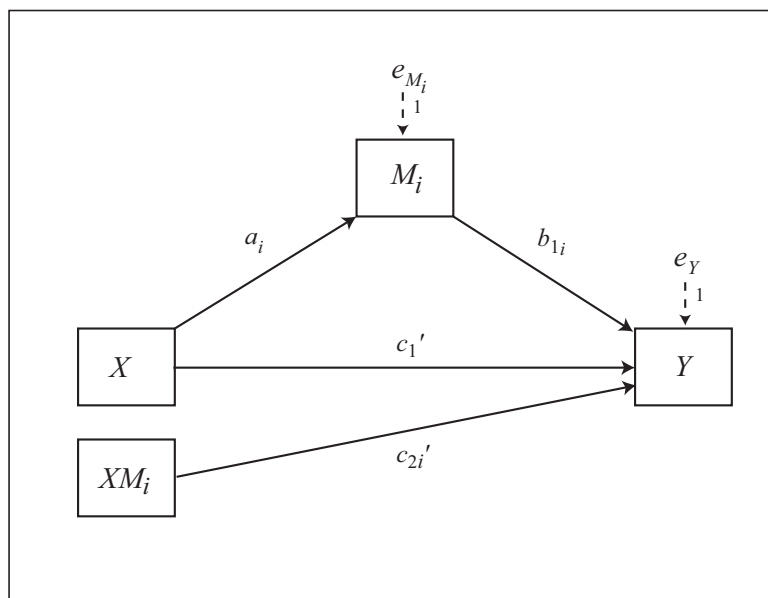 e_{M_i}
1
M_i
a_i
b_{1i}
e_Y
1
X
c_1′
Y
XM_i
c_{2i}′